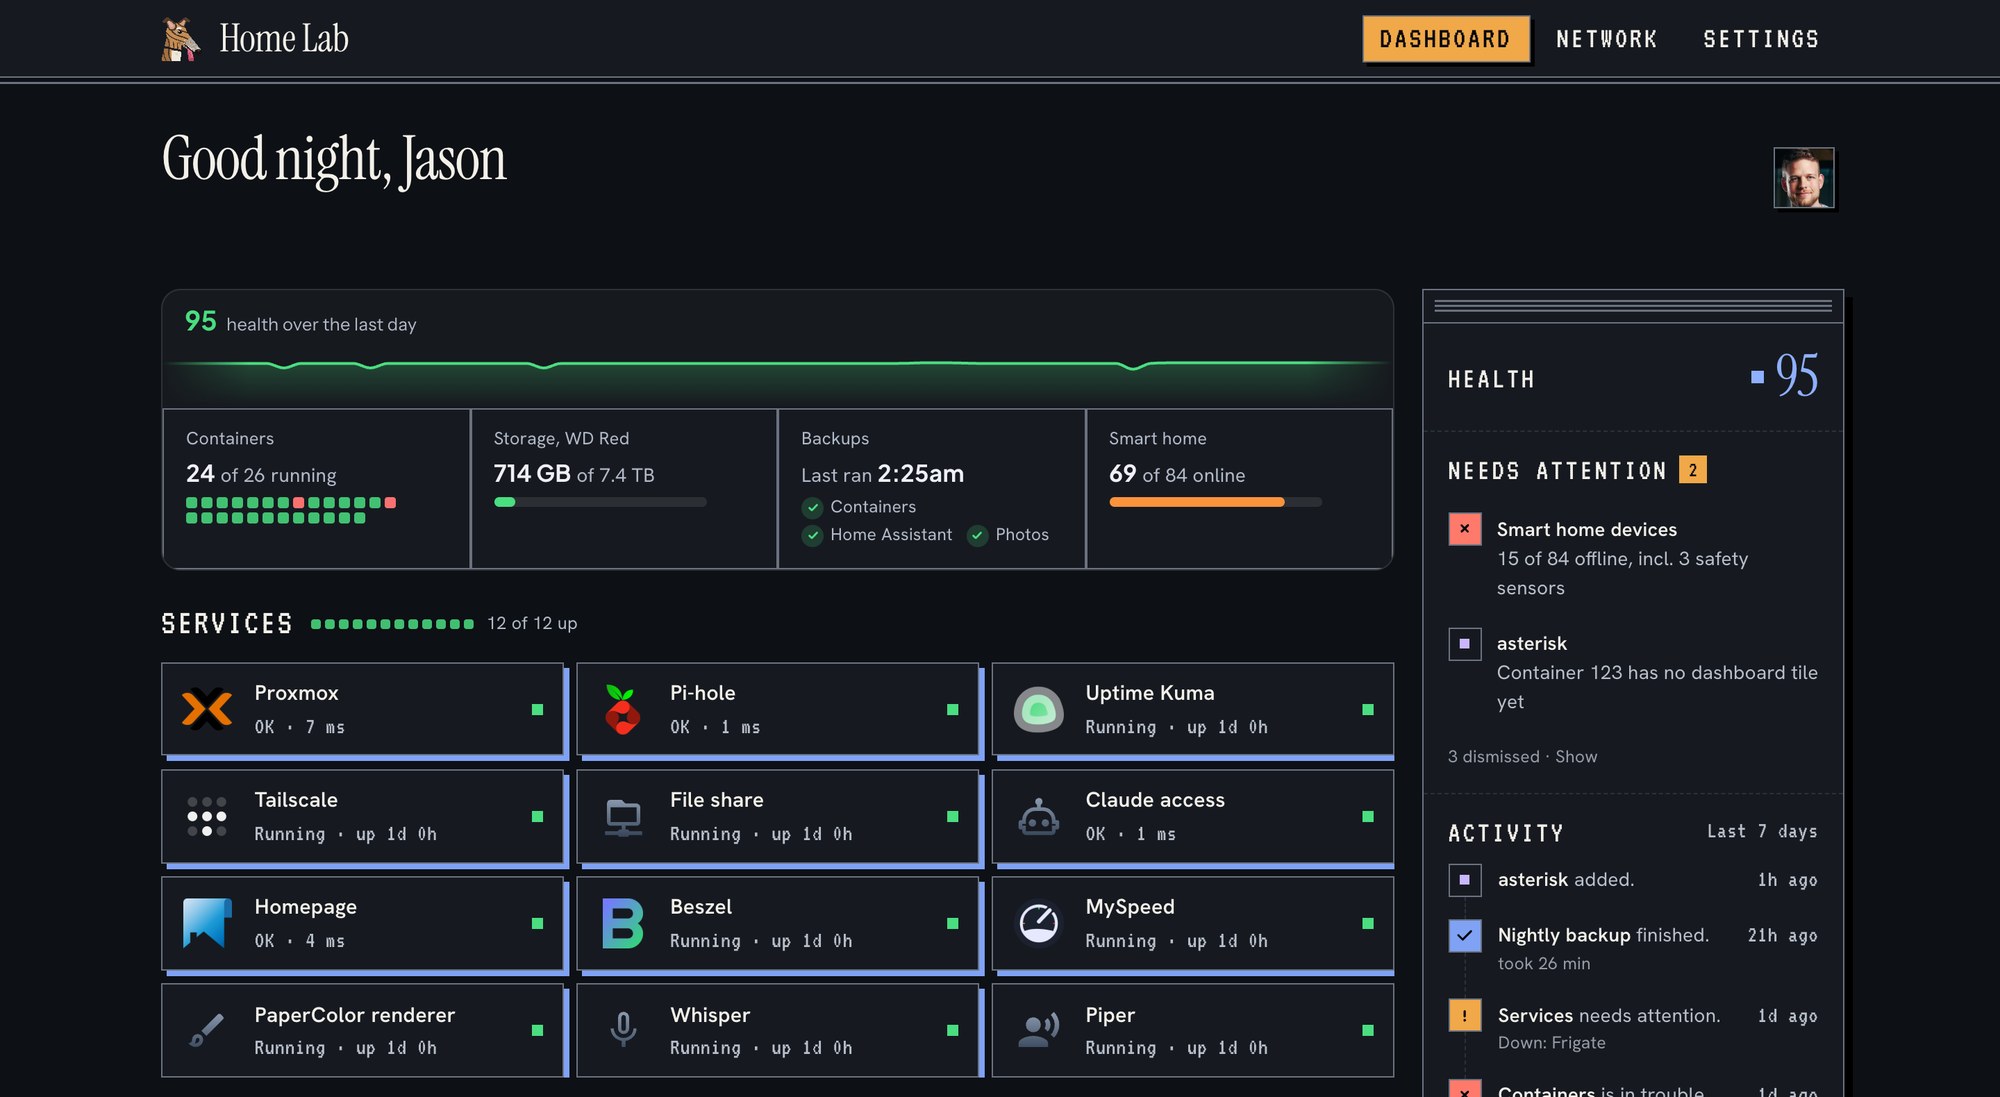 Home Lab
DASHBOARD
NETWORK
SETTINGS
Good night, Jason
95 health over the last day
Containers
24 of 26 running
Storage, WD Red
714 GB of 7.4 TB
Backups
Last ran 2:25am
Containers
Home Assistant
Photos
Smart home
69 of 84 online
SERVICES
12 of 12 up
Proxmox
OK · 7 ms
Pi-hole
OK · 1 ms
Uptime Kuma
Running · up 1d 0h
Tailscale
Running · up 1d 0h
File share
Running · up 1d 0h
Claude access
OK · 1 ms
Homepage
OK · 4 ms
Beszel
Running · up 1d 0h
MySpeed
Running · up 1d 0h
PaperColor renderer
Running · up 1d 0h
Whisper
Running · up 1d 0h
Piper
Running · up 1d 0h
HEALTH
95
NEEDS ATTENTION 2
Smart home devices
15 of 84 offline, incl. 3 safety
sensors
asterisk
Container 123 has no dashboard tile
yet
3 dismissed · Show
ACTIVITY
Last 7 days
asterisk added.
1h ago
Nightly backup finished.
21h ago
took 26 min
Services needs attention.
1d ago
Down: Frigate
Containers is in trouble.
1d ago